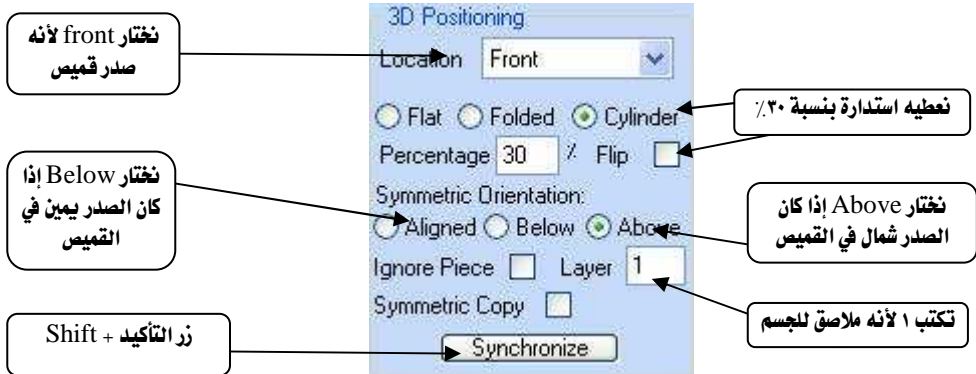 نختار front لأنه
صدر قميص
3D Positioning
Location Front
نعطيه استدارة بنسبة ٣٠٪
Flat Folded Cylinder
Percentage 30 % Flip
نختار Below إذا
كان الصدر يمين في
القميص
Symmetric Orientation:
Aligned Below Above
نختار Above إذا كان
الصدر شمال في القميص
Ignore Piece Layer 1
Symmetric Copy
تكتب ١ لأنه ملاصق للجسم
زر التأكيد + Shift
Synchronize